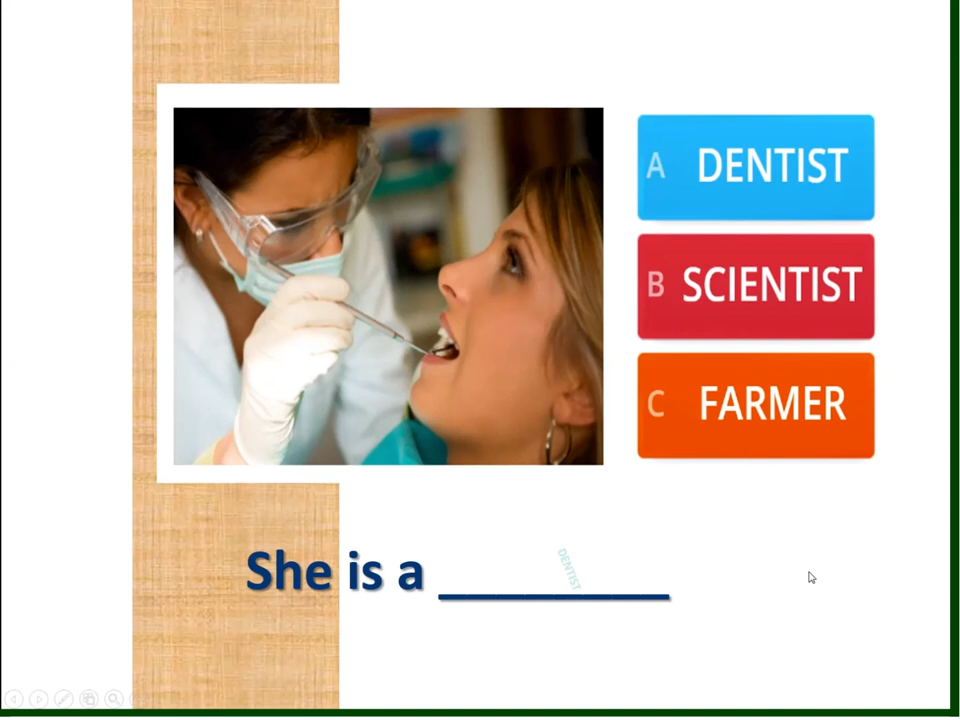 A DENTIST
B SCIENTIST
C FARMER
She is a ________
DENTIST